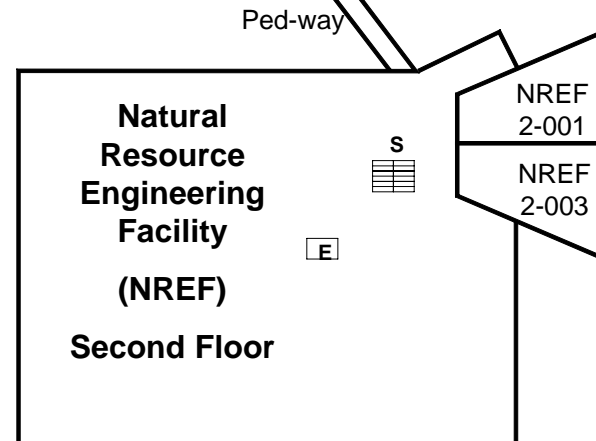 Ped-way
Natural
Resource
Engineering
Facility
(NREF)
Second Floor
S
E
NREF
2-001
NREF
2-003